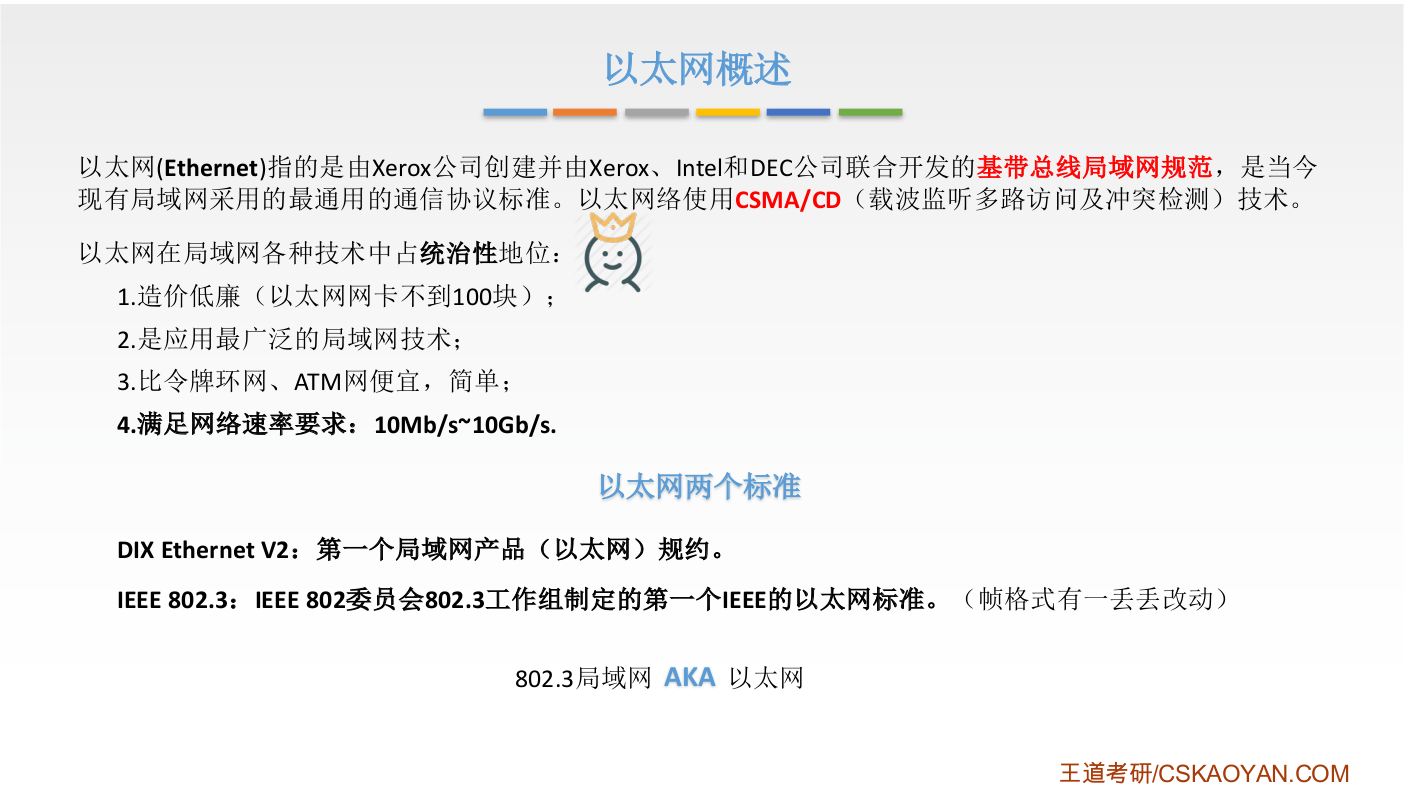 以太网概述
以太网(Ethernet)指的是由Xerox公司创建并由Xerox、Intel和DEC公司联合开发的基带总线局域网规范，是当今
现有局域网采用的最通用的通信协议标准。以太网络使用CSMA/CD（载波监听多路访问及冲突检测）技术。
以太网在局域网各种技术中占统治性地位：
1.造价低廉（以太网网卡不到100块）；
2.是应用最广泛的局域网技术；
3.比令牌环网、ATM网便宜，简单；
4.满足网络速率要求：10Mb/s~10Gb/s.
以太网两个标准
DIX Ethernet V2：第一个局域网产品（以太网）规约。
IEEE 802.3：IEEE 802委员会802.3工作组制定的第一个IEEE的以太网标准。（帧格式有一丢丢改动）
802.3局域网 AKA 以太网
王道考研/CSKAOYAN.COM